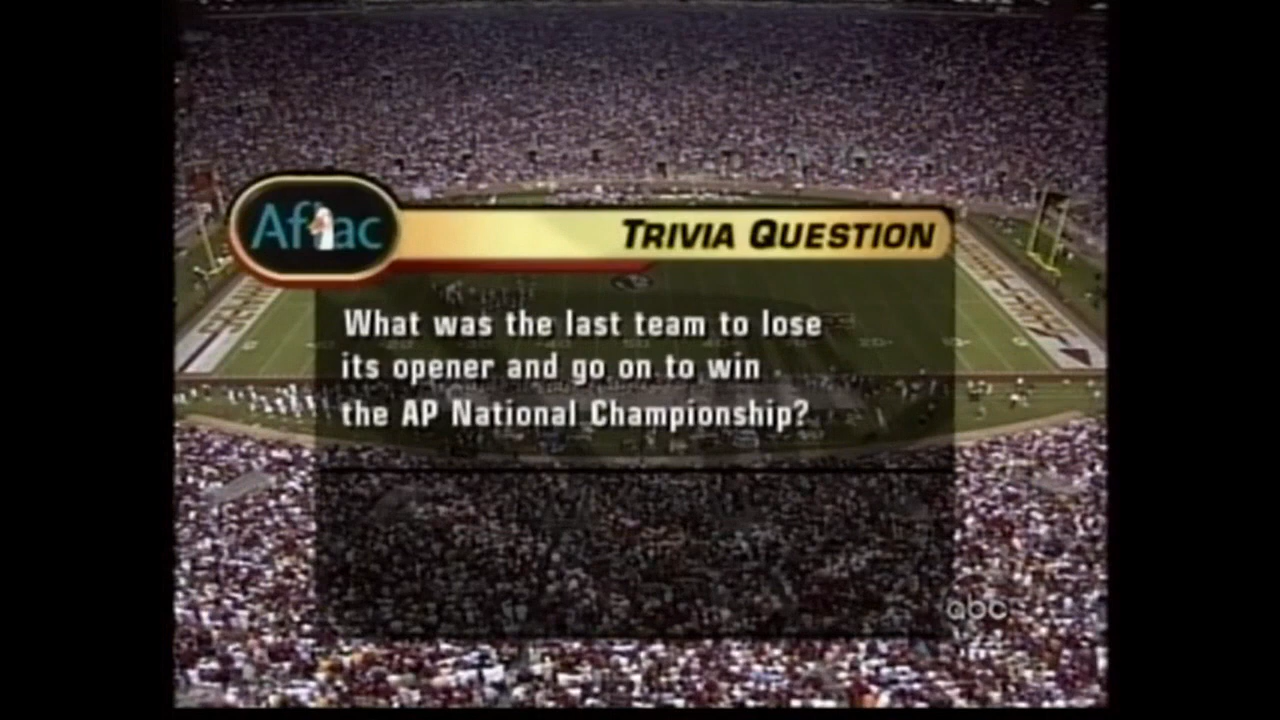 Aflac
TRIVIA QUESTION
What was the last team to lose
its opener and go on to win
the AP National Championship?
abc